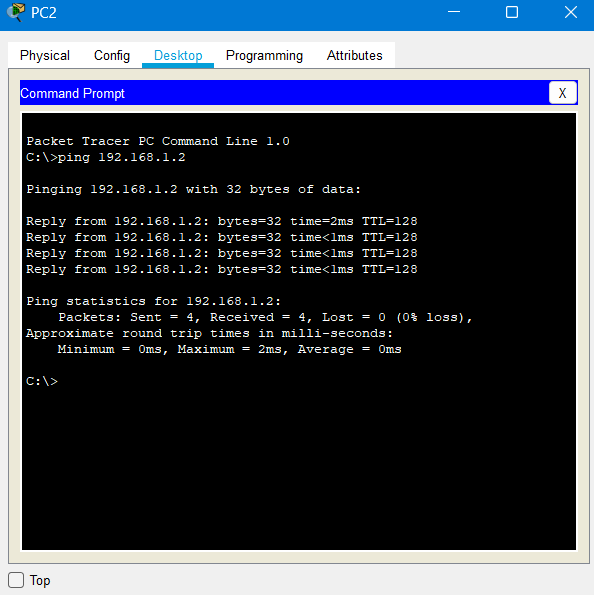 PC2
Physical Config Desktop Programming Attributes
Command Prompt
X
Packet Tracer PC Command Line 1.0
C:\>ping 192.168.1.2
Pinging 192.168.1.2 with 32 bytes of data:
Reply from 192.168.1.2: bytes=32 time=2ms TTL=128
Reply from 192.168.1.2: bytes=32 time<1ms TTL=128
Reply from 192.168.1.2: bytes=32 time<1ms TTL=128
Reply from 192.168.1.2: bytes=32 time<1ms TTL=128
Ping statistics for 192.168.1.2:
Packets: Sent = 4, Received = 4, Lost = 0 (0% loss),
Approximate round trip times in milli-seconds:
Minimum = 0ms, Maximum = 2ms, Average = 0ms
C:\>
Top